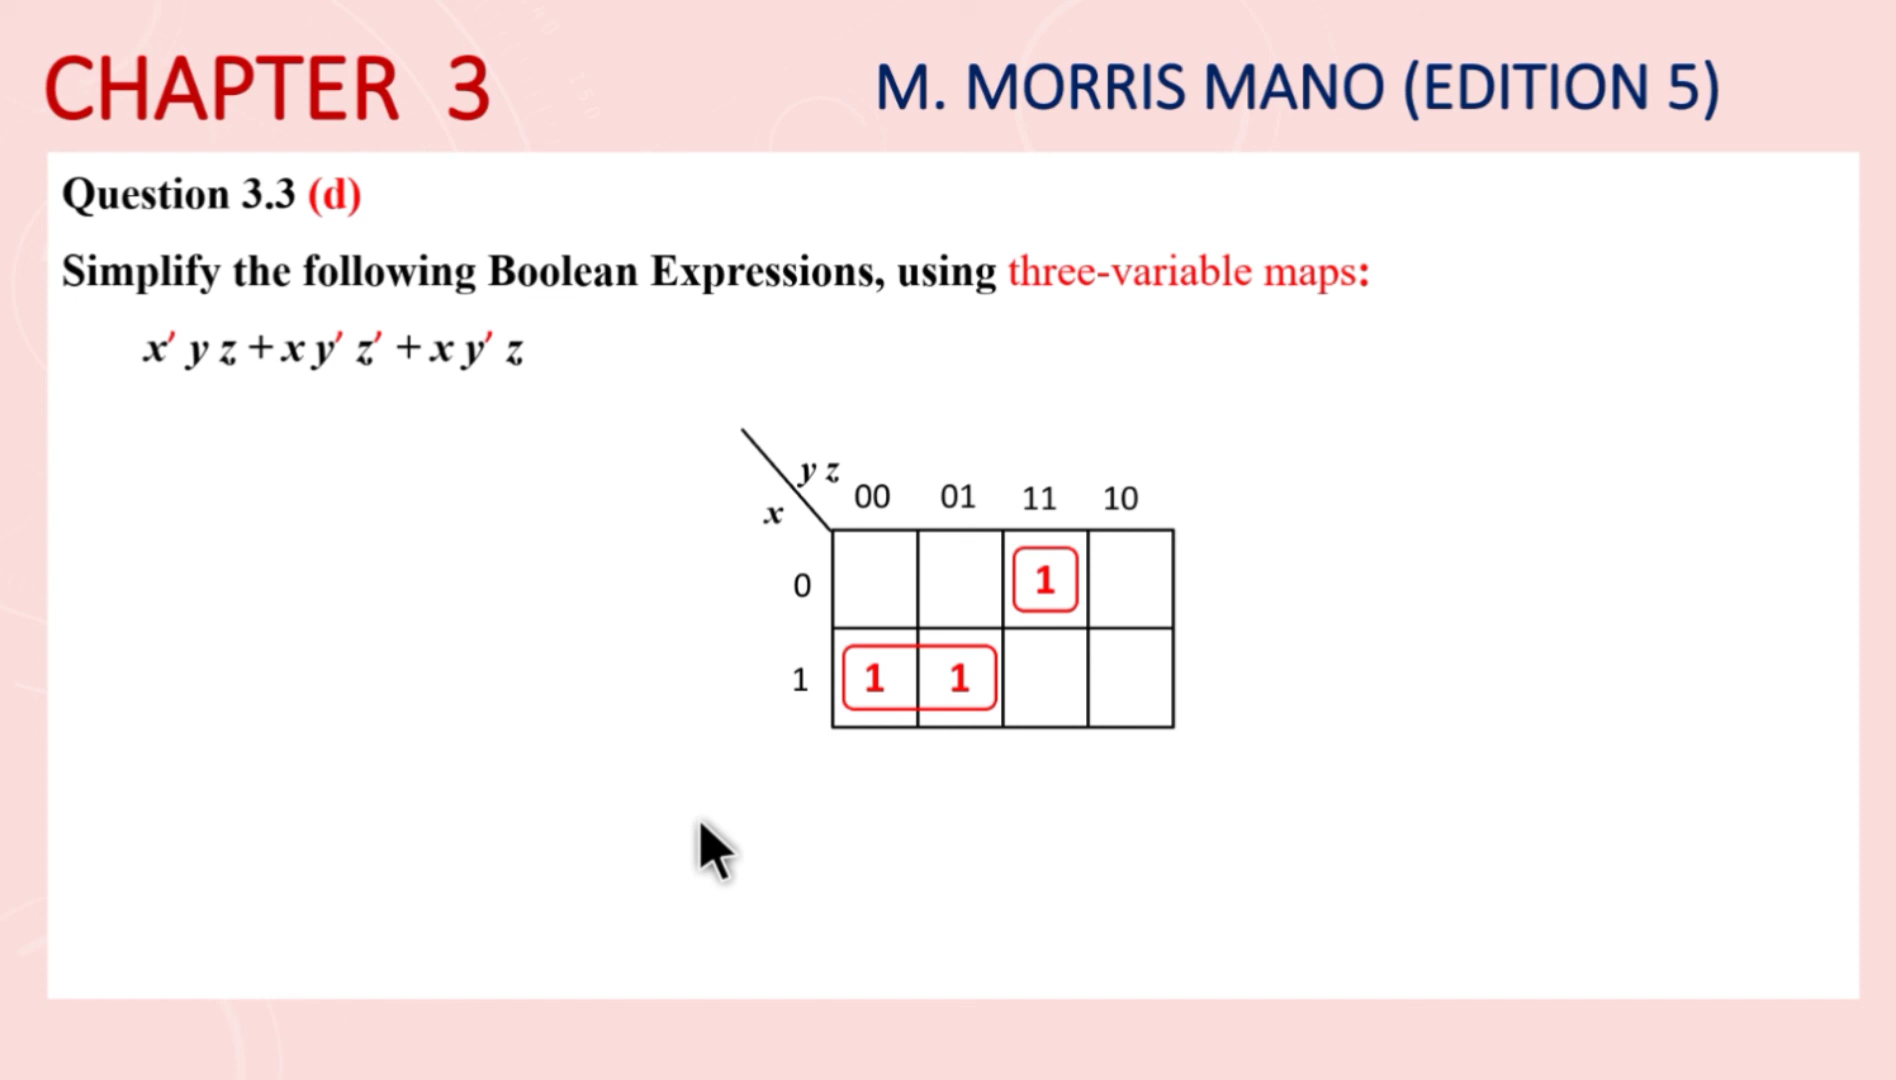 CHAPTER 3
M. MORRIS MANO (EDITION 5)
Question 3.3 (d)
Simplify the following Boolean Expressions, using three-variable maps:
x′ y z + x y′ z′ + x y′ z
y z
x
00 01 11 10
0 1
1 1 1